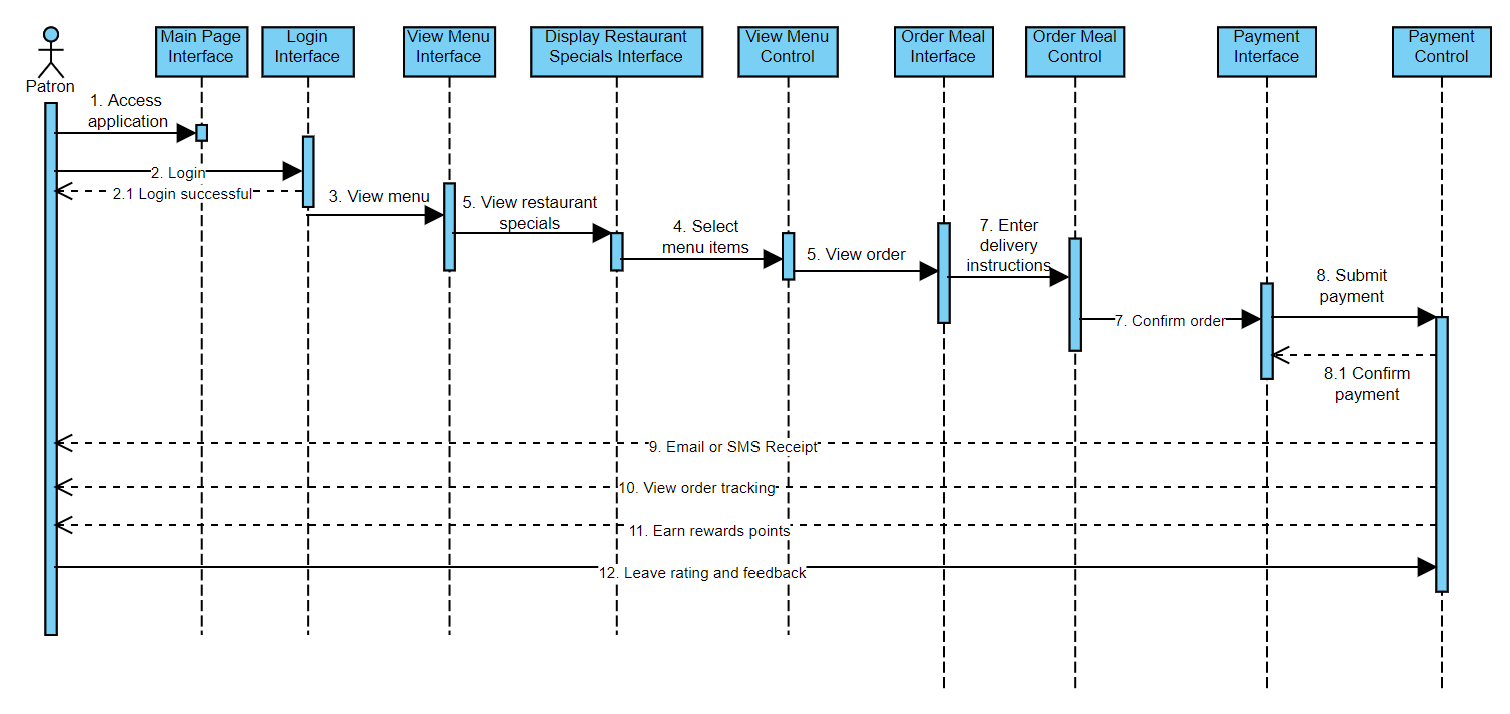 Main Page
Interface
Login
Interface
View Menu
Interface
Display Restaurant
Specials Interface
View Menu
Control
Order Meal
Interface
Order Meal
Control
Payment
Interface
Payment
Control
Patron
1. Access
application
2. Login
2.1 Login successful
3. View menu
5. View restaurant
specials
4. Select
menu items
5. View order
7. Enter
delivery
instructions
7. Confirm order
8. Submit
payment
8.1 Confirm
payment
9. Email or SMS Receipt
10. View order tracking
11. Earn rewards points
12. Leave rating and feedback